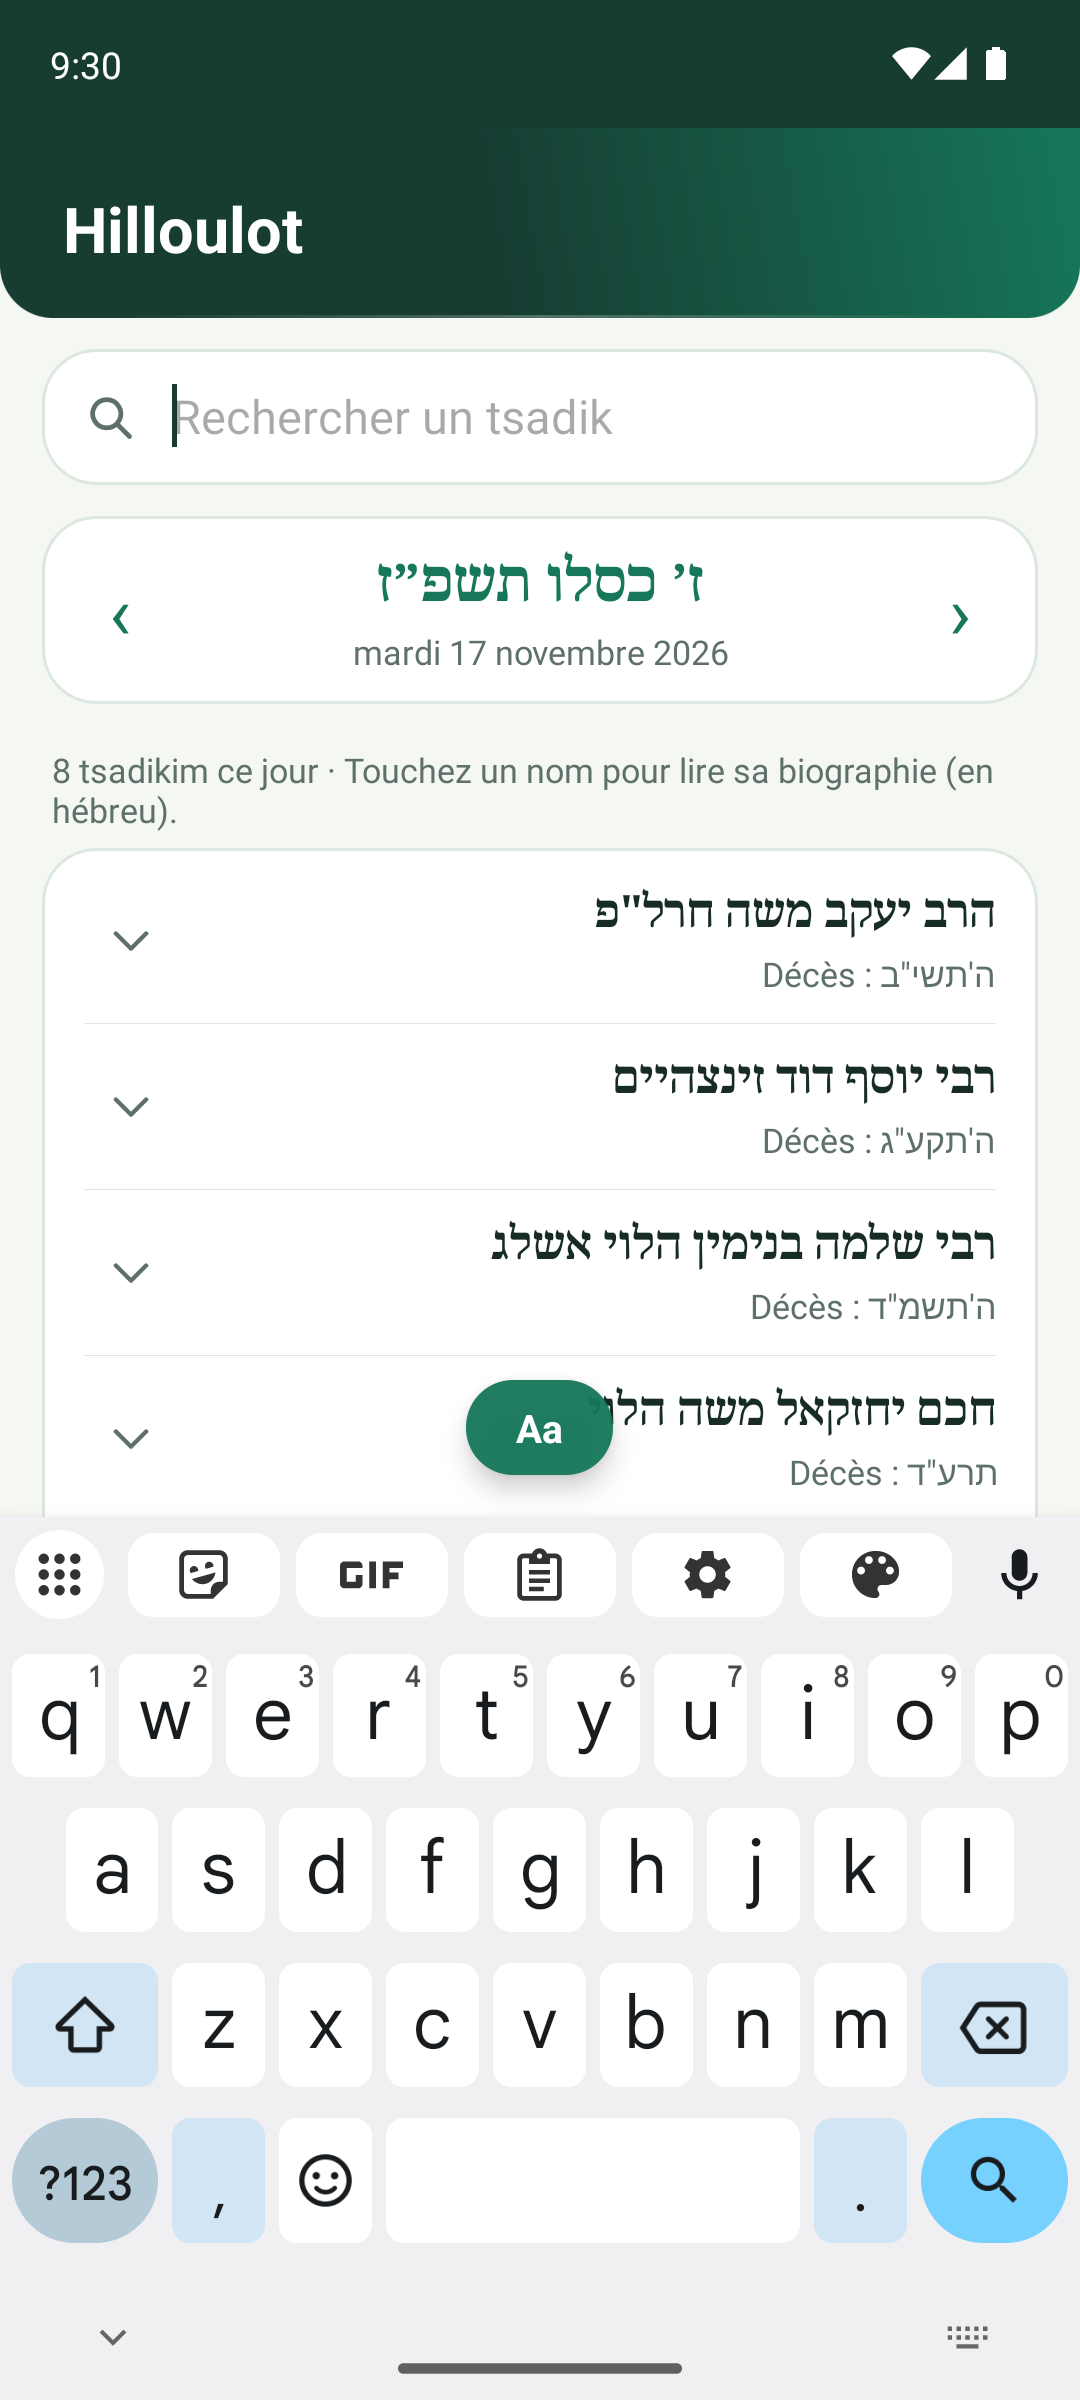 9:30
Hilloulot
Rechercher un tsadik
ז׳ כסלו תשפ״ז
mardi 17 novembre 2026
8 tsadikim ce jour · Touchez un nom pour lire sa biographie (en
hébreu).
הרב יעקב משה חרל"פ
Décès : ה'תשי"ב
רבי יוסף דוד זינצהיים
Décès : ה'תקע"ג
רבי שלמה בנימין הלוי אשלג
Décès : ה'תשמ"ד
חכם יחזקאל משה הלוי
Décès : תרע"ד
Aa
GIF
q 1 w 2 e 3 r 4 t 5 y 6 u 7 i 8 o 9 p 0
a s d f g h j k l
z x c v b n m
?123 , .